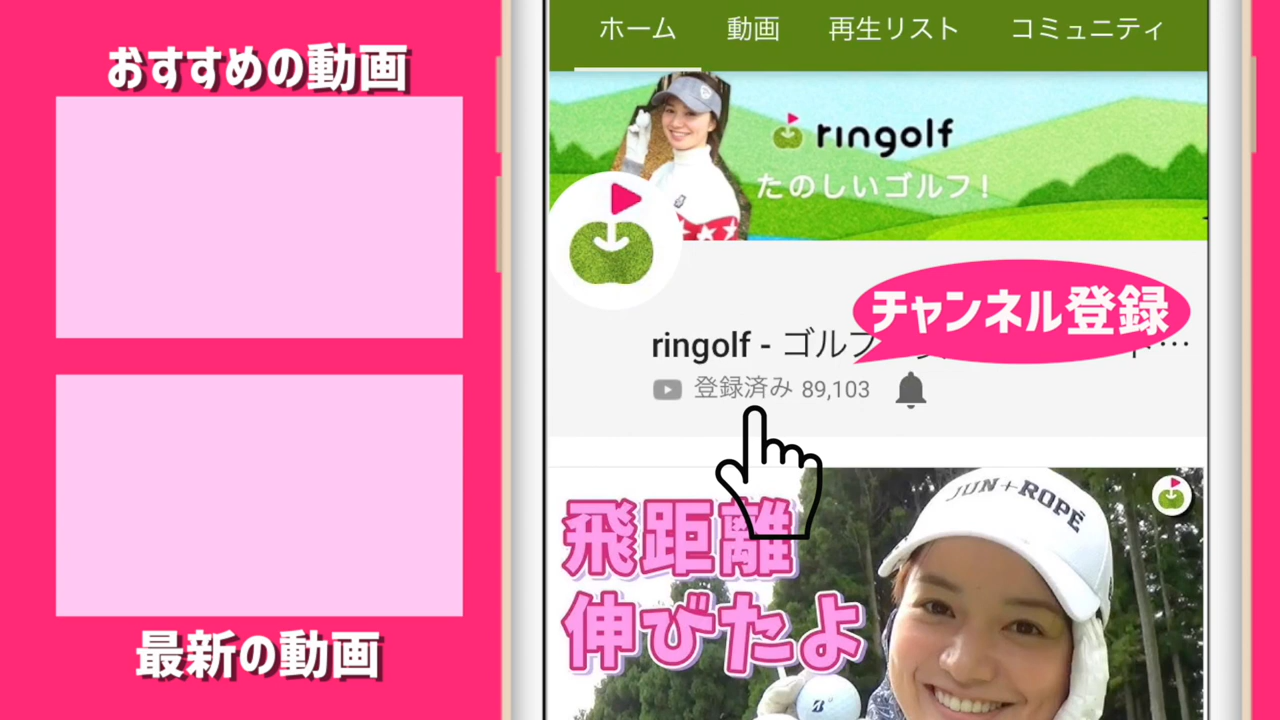 おすすめの動画
最新の動画
ホーム 動画 再生リスト コミュニティ
ringolf
たのしいゴルフ！
チャンネル登録
ringolf - ゴルフ
登録済み 89,103
JUN+ROPÉ
飛距離
伸びたよ
B